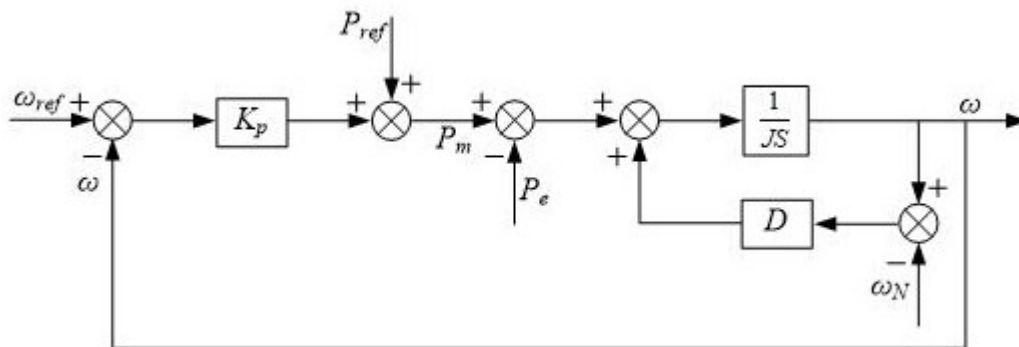 P_ref
ω_ref + K_p + + P_m + + 1/JS ω
− ω − P_e + D +
− ω_N